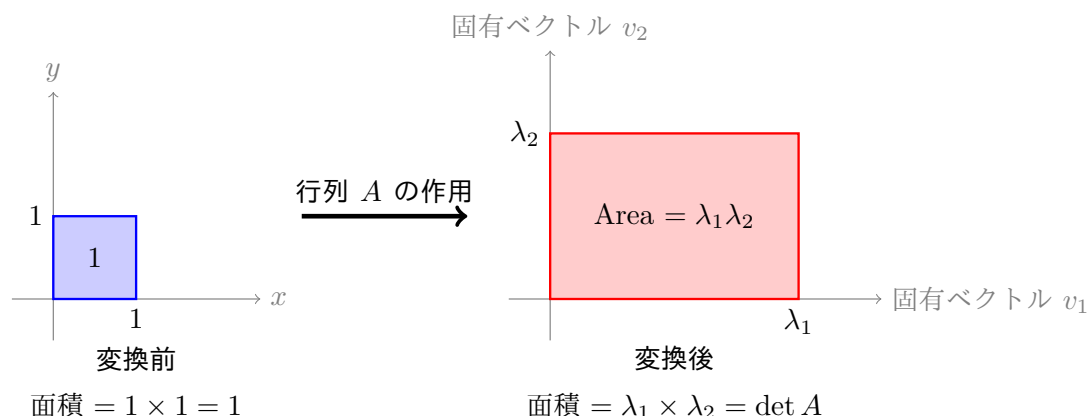 固有ベクトル v₂
y
λ₂
行列 A の作用
1
Area = λ₁λ₂
1
x
固有ベクトル v₁
1
λ₁
変換前
変換後
面積 = 1 × 1 = 1
面積 = λ₁ × λ₂ = det A